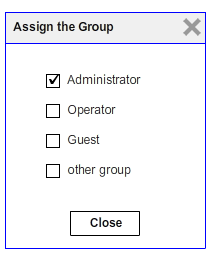 Assign the Group
Administrator
Operator
Guest
other group
Close